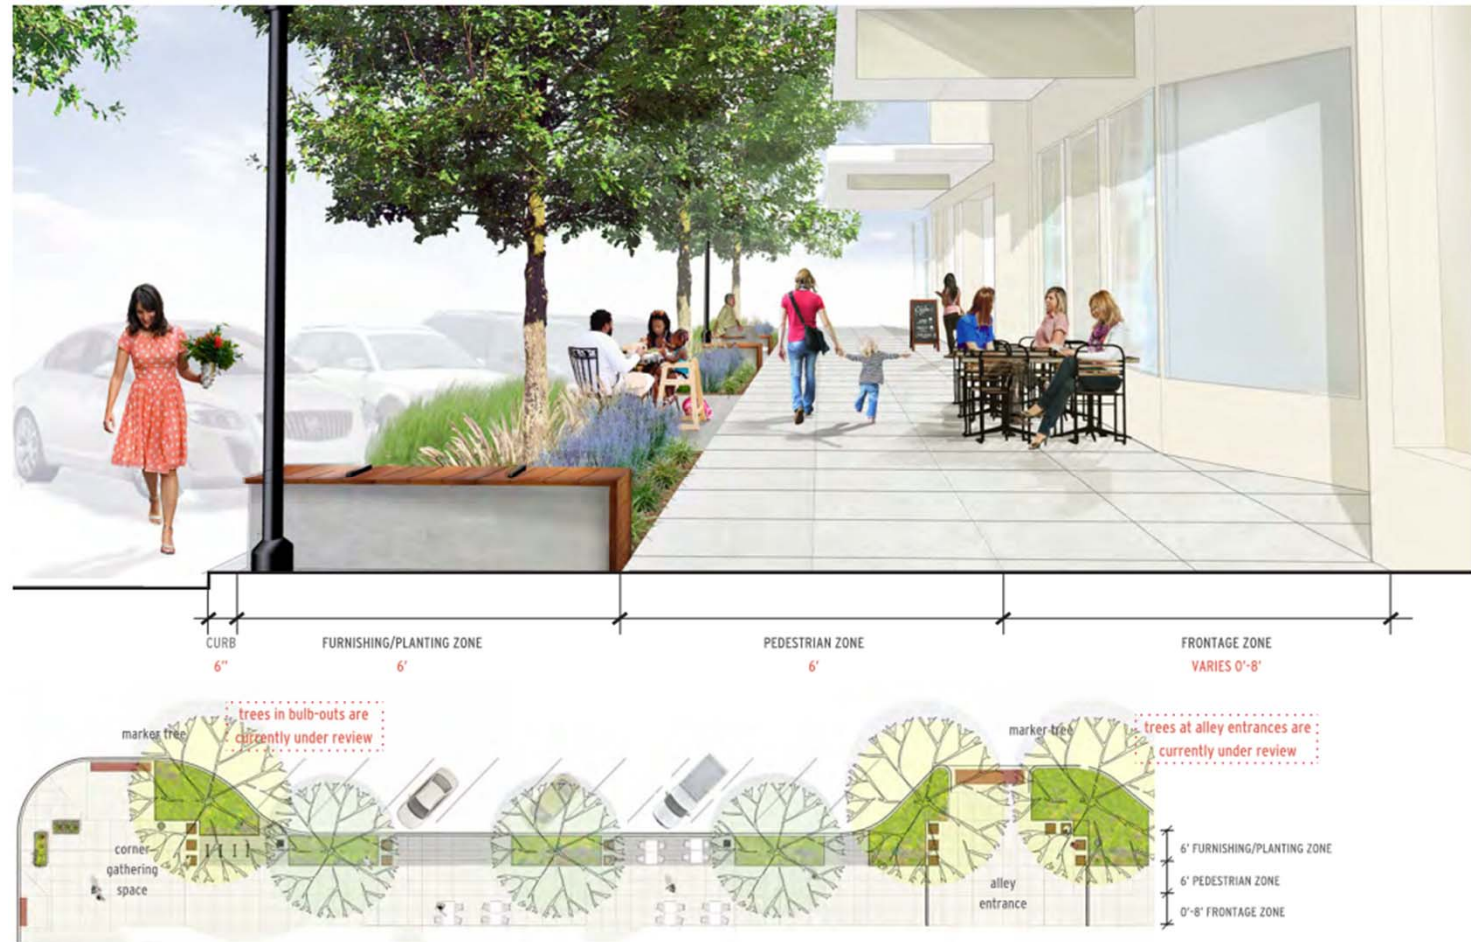 CURB
6"
FURNISHING/PLANTING ZONE
6'
PEDESTRIAN ZONE
6'
FRONTAGE ZONE
VARIES 0'-8'
marker tree
trees in bulb-outs are
currently under review
marker tree
trees at alley entrances are
currently under review
corner
gathering
space
alley
entrance
6' FURNISHING/PLANTING ZONE
6' PEDESTRIAN ZONE
0'-8' FRONTAGE ZONE